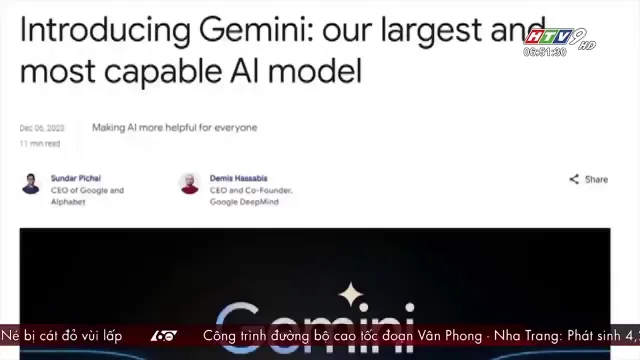 Introducing Gemini: our largest and
most capable AI model
HTV9 HD
06:51:30
Dec 06, 2023
11 min read
Making AI more helpful for everyone
Sundar Pichai
CEO of Google and
Alphabet
Demis Hassabis
CEO and Co-Founder,
Google DeepMind
Share
Gemini
Né bị cát đỏ vùi lấp
Công trình đường bộ cao tốc đoạn Vân Phong - Nha Trang: Phát sinh 4,